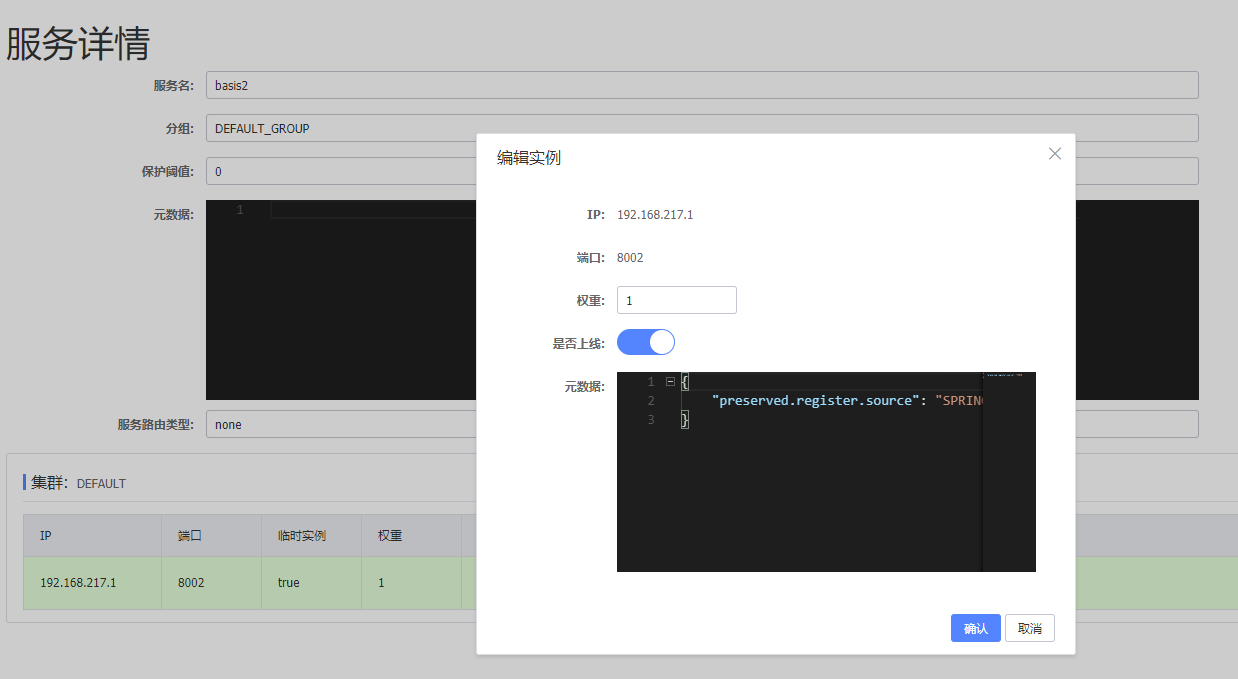 服务详情
服务名: basis2
分组: DEFAULT_GROUP
保护阈值: 0
元数据:
1
服务路由类型: none
集群: DEFAULT
IP 端口 临时实例 权重
192.168.217.1 8002 true 1
编辑实例
IP: 192.168.217.1
端口: 8002
权重: 1
是否上线:
元数据:
1 {
2 "preserved.register.source": "SPRING
3 }
确认 取消